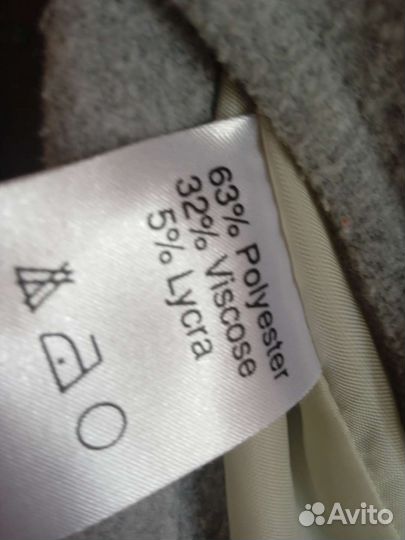 63% Polyester
32% Viscose
5% Lycra
Avito